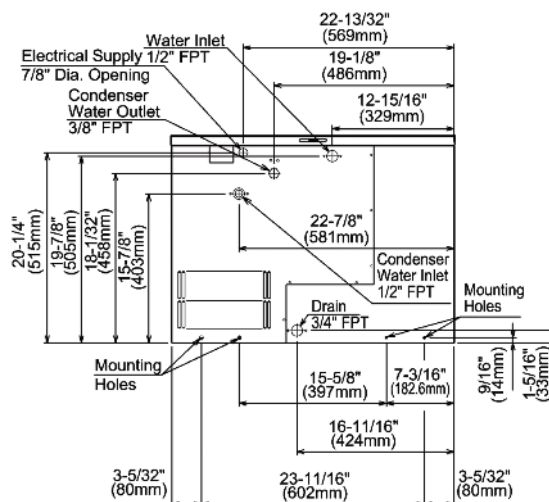 22-13/32"
(569mm)
Water Inlet
1/2" FPT
Electrical Supply
7/8" Dia. Opening
19-1/8"
(486mm)
Condenser
Water Outlet
3/8" FPT
12-15/16"
(329mm)
20-1/4"
(515mm)
19-7/8"
(505mm)
18-1/32"
(458mm)
15-7/8"
(403mm)
22-7/8"
(581mm)
Condenser
Water Inlet
1/2" FPT
Mounting
Holes
Drain
3/4" FPT
Mounting
Holes
15-5/8"
(397mm)
7-3/16"
(182.6mm)
9/16"
(14mm)
1-5/16"
(33mm)
16-11/16"
(424mm)
3-5/32"
(80mm)
23-11/16"
(602mm)
3-5/32"
(80mm)